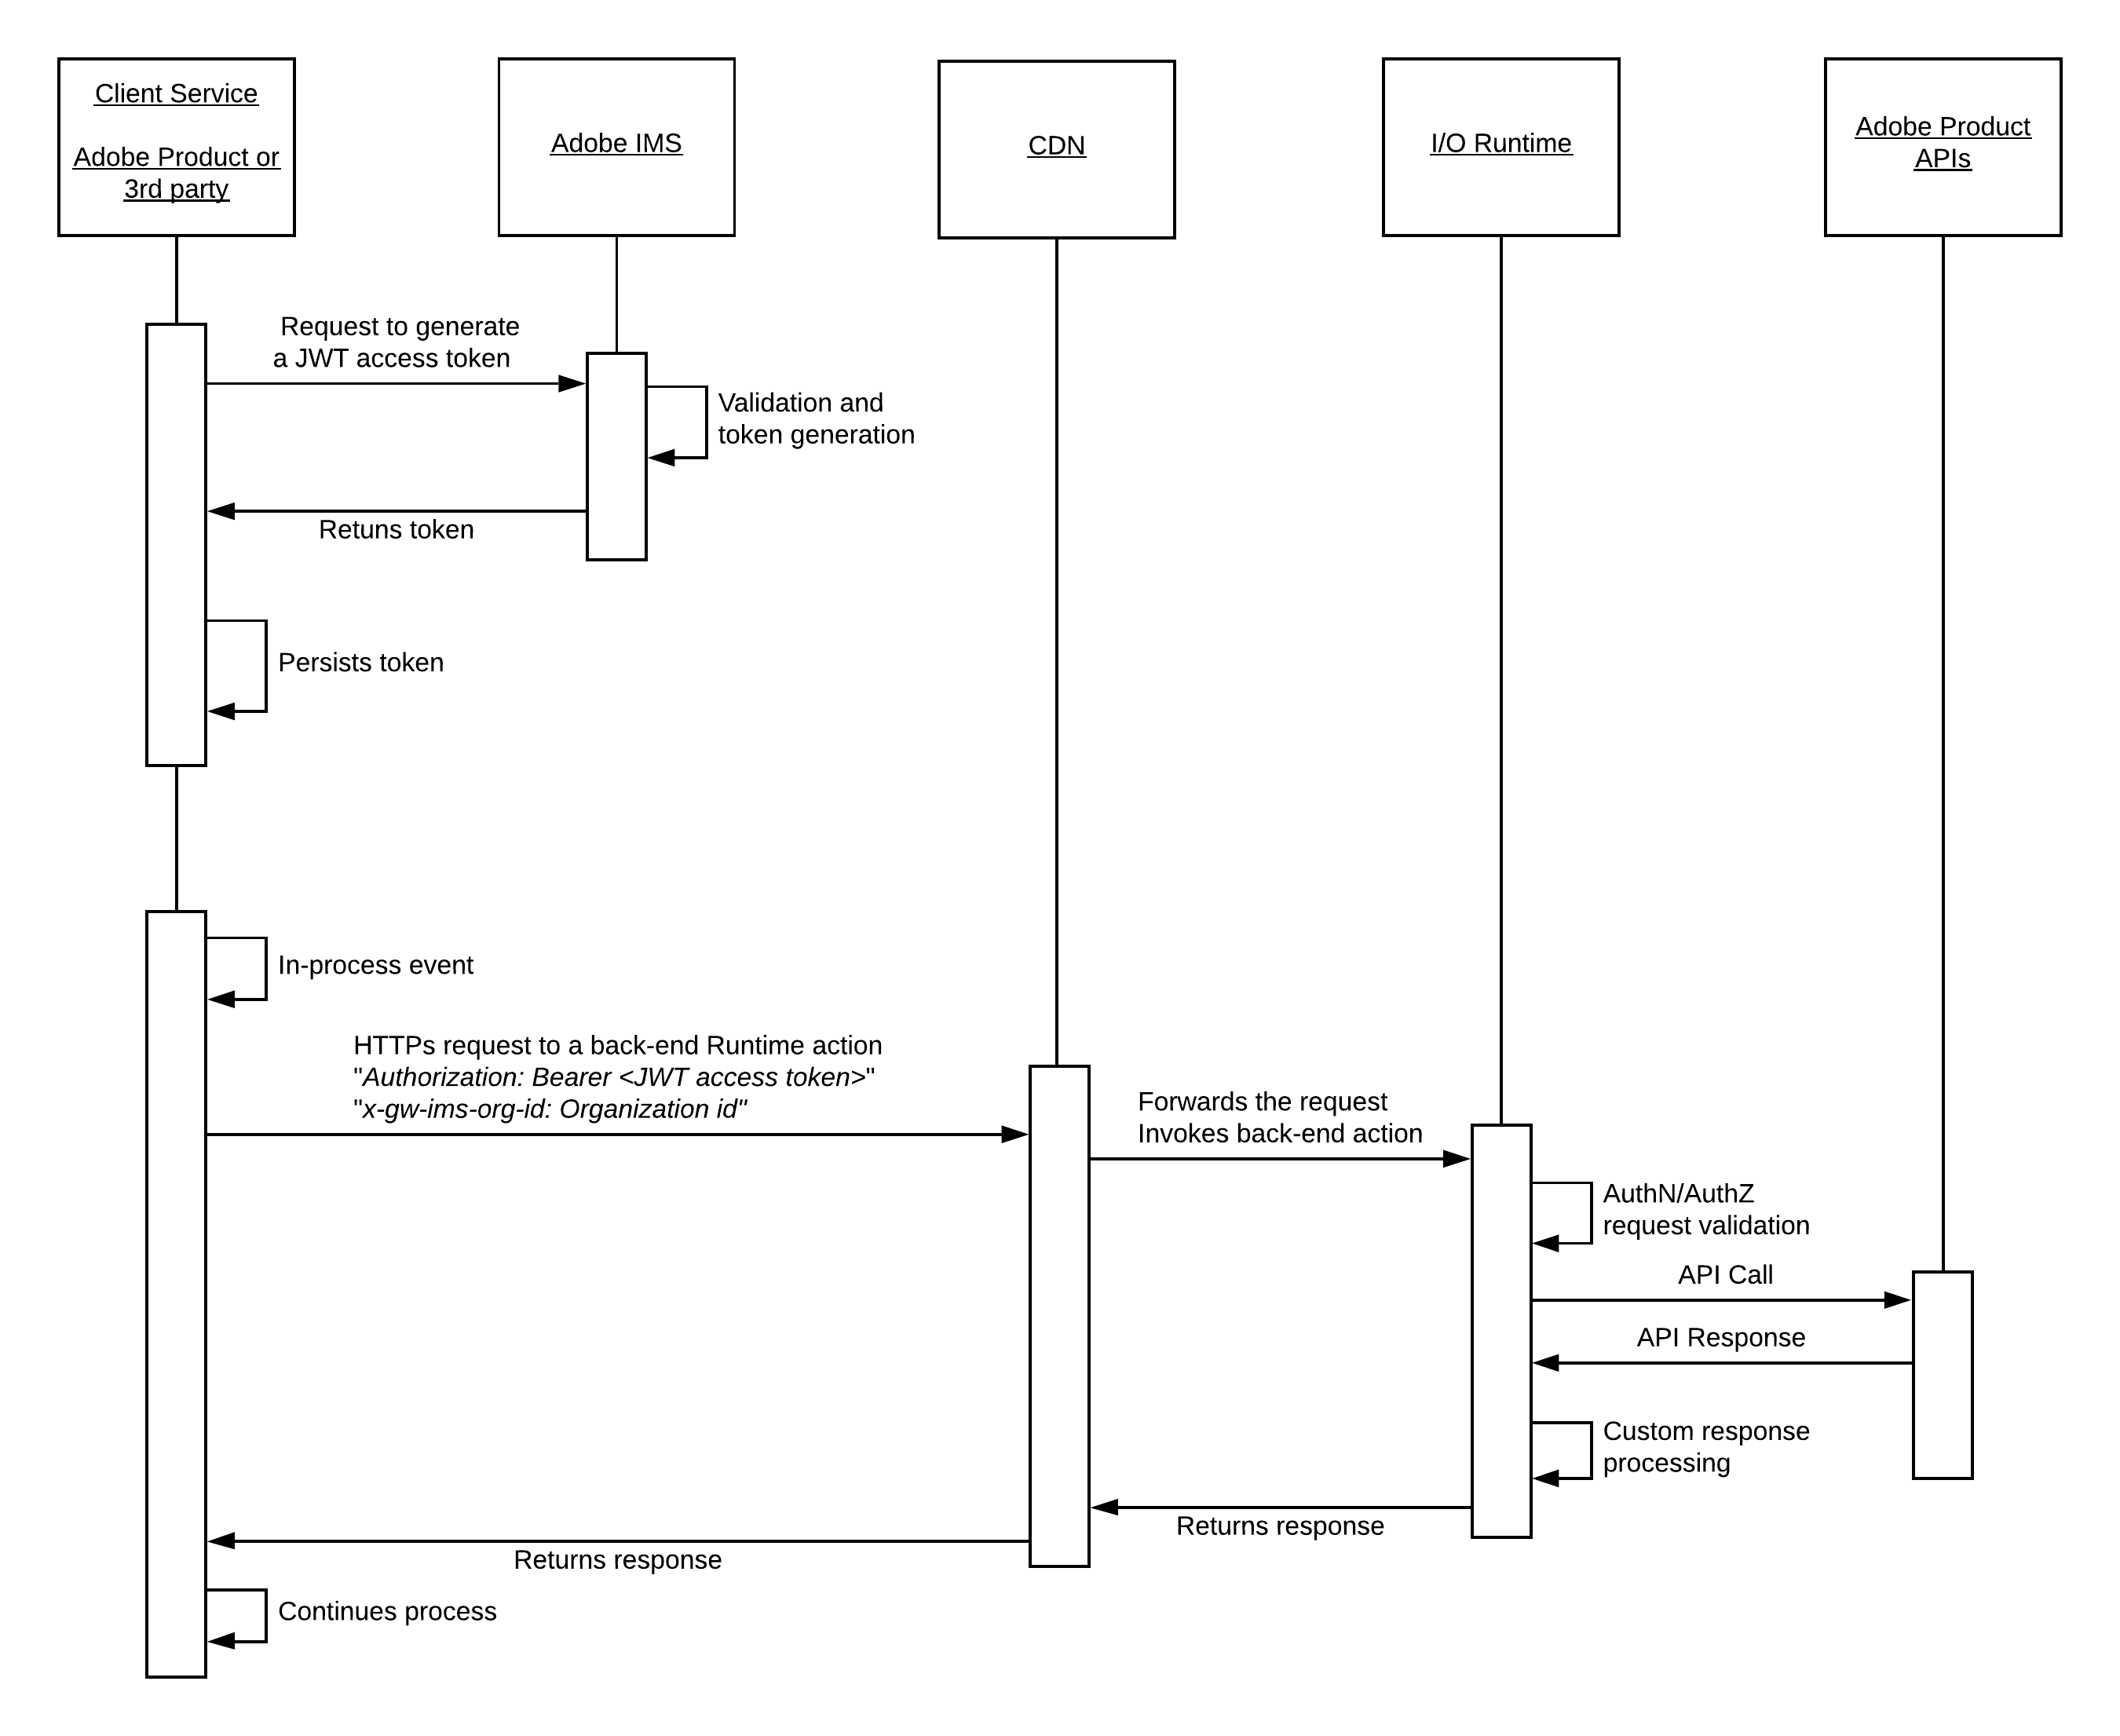 Client Service
Adobe Product or
3rd party
Adobe IMS
CDN
I/O Runtime
Adobe Product
APIs
Request to generate
a JWT access token
Validation and
token generation
Retuns token
Persists token
In-process event
HTTPs request to a back-end Runtime action
"Authorization: Bearer <JWT access token>"
"x-gw-ims-org-id: Organization id"
Forwards the request
Invokes back-end action
AuthN/AuthZ
request validation
API Call
API Response
Custom response
processing
Returns response
Returns response
Continues process